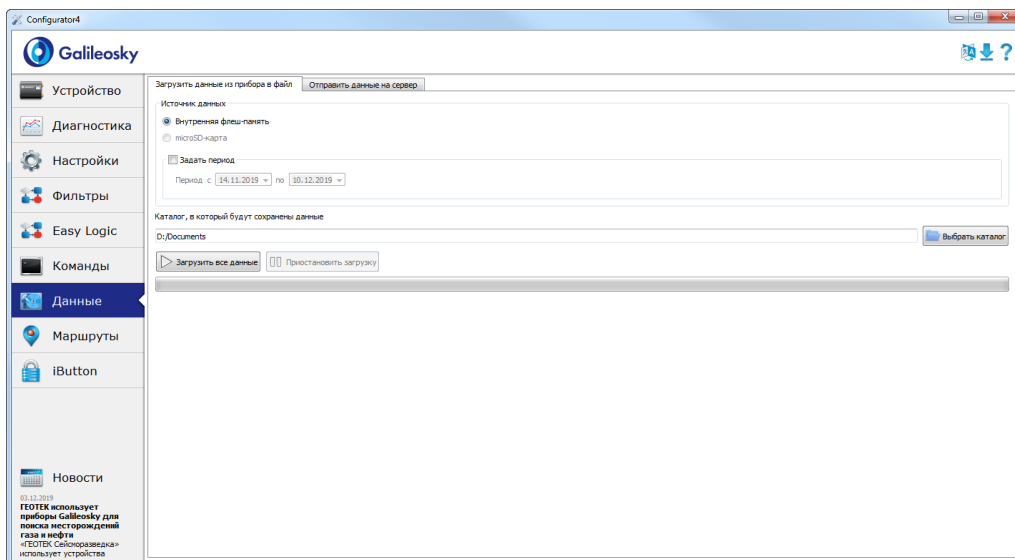 Configurator4
Galileosky
Устройство
Диагностика
Настройки
Фильтры
Easy Logic
Команды
Данные
Маршруты
iButton
Новости
03.12.2019
ГЕОТЕК использует
приборы Galileosky для
поиска месторождений
газа и нефти
«ГЕОТЕК Сейсморазведка»
использует устройства
Загрузить данные из прибора в файл
Отправить данные на сервер
Источник данных
Внутренняя флеш-память
microSD-карта
Задать период
Период с 14.11.2019 по 10.12.2019
Каталог, в который будут сохранены данные
D:/Documents
Выбрать каталог
Загрузить все данные
Приостановить загрузку